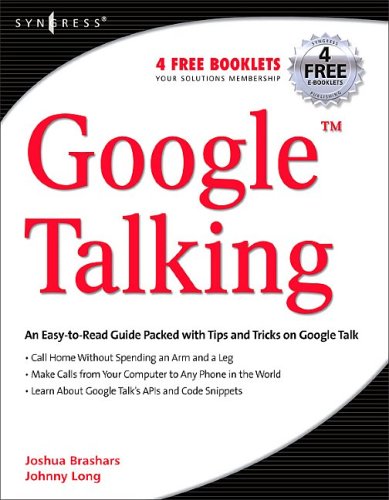 SYNGRESS®
4 FREE BOOKLETS
YOUR SOLUTIONS MEMBERSHIP
SYNGRESS
4
FREE
E-BOOKLETS
PUBLISHING
Google™
Talking
An Easy-to-Read Guide Packed with Tips and Tricks on Google Talk
• Call Home Without Spending an Arm and a Leg
• Make Calls from Your Computer to Any Phone in the World
• Learn About Google Talk's APIs and Code Snippets
Joshua Brashars
Johnny Long